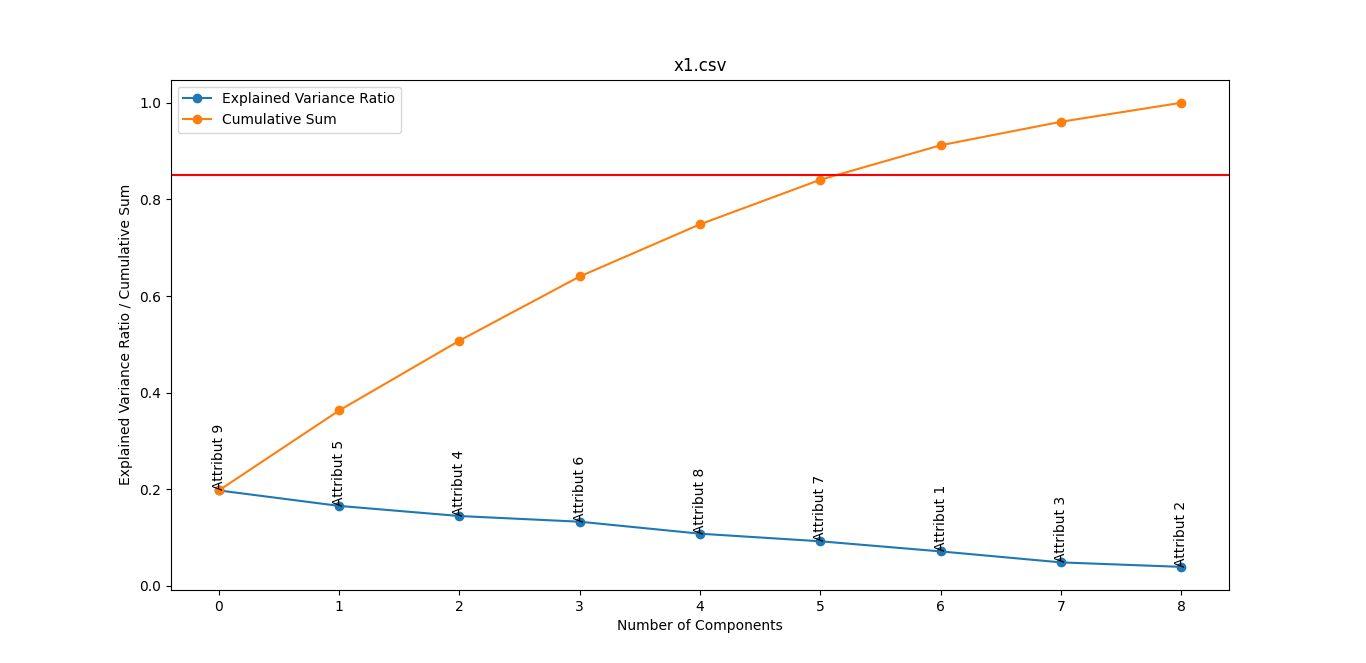 x1.csv
Explained Variance Ratio
Cumulative Sum
Explained Variance Ratio / Cumulative Sum
1.0
0.8
0.6
0.4
0.2
0.0
Attribut 9
Attribut 5
Attribut 4
Attribut 6
Attribut 8
Attribut 7
Attribut 1
Attribut 3
Attribut 2
0 1 2 3 4 5 6 7 8
Number of Components